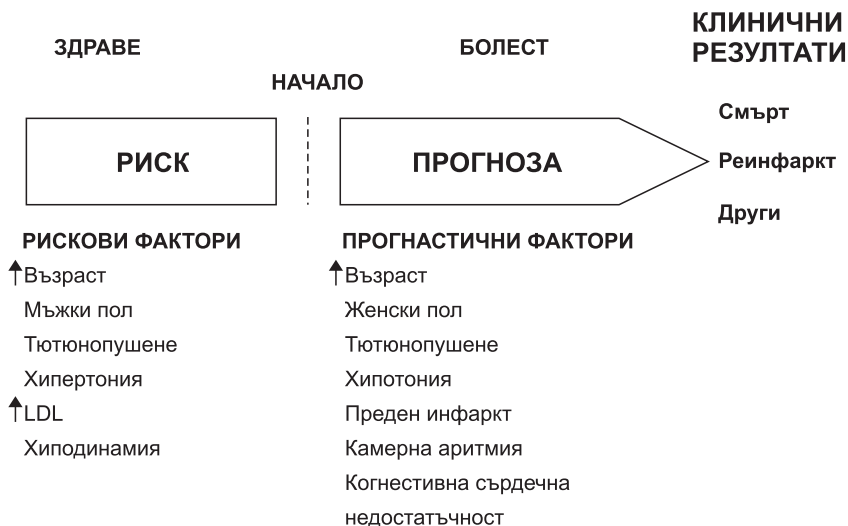 ЗДРАВЕ
БОЛЕСТ
КЛИНИЧНИ
РЕЗУЛТАТИ
НАЧАЛО
РИСК
ПРОГНОЗА
Смърт
Реинфаркт
Други
РИСКОВИ ФАКТОРИ
Възраст
Мъжки пол
Тютюнопушене
Хипертония
LDL
Хиподинамия
ПРОГНАСТИЧНИ ФАКТОРИ
Възраст
Женски пол
Тютюнопушене
Хипотония
Преден инфаркт
Камерна аритмия
Когнестивна сърдечна
недостатъчност